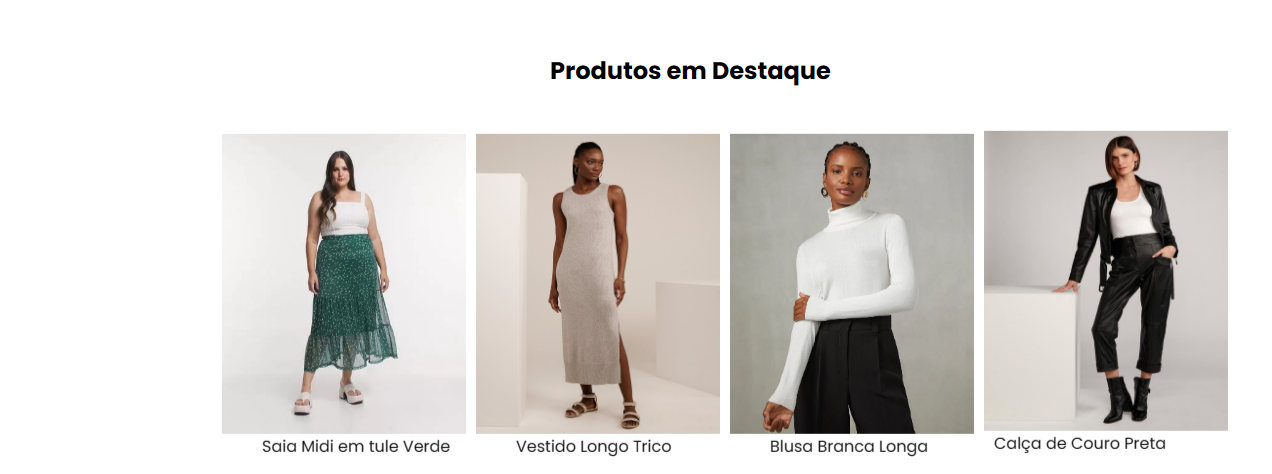 Produtos em Destaque
Saia Midi em tule Verde
Vestido Longo Trico
Blusa Branca Longa
Calça de Couro Preta